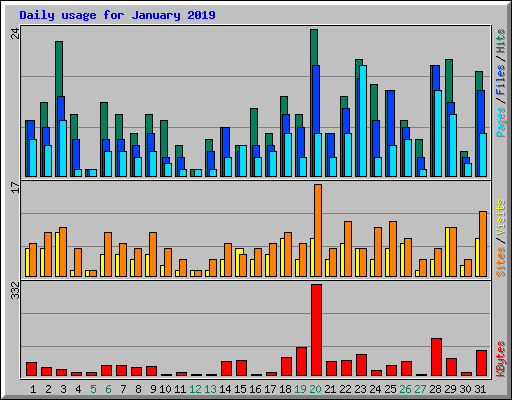 Daily usage for January 2019
24
Pages / Files / Hits
17
Sites / Visits
332
KBytes
1 2 3 4 5 6 7 8 9 10 11 12 13 14 15 16 17 18 19 20 21 22 23 24 25 26 27 28 29 30 31